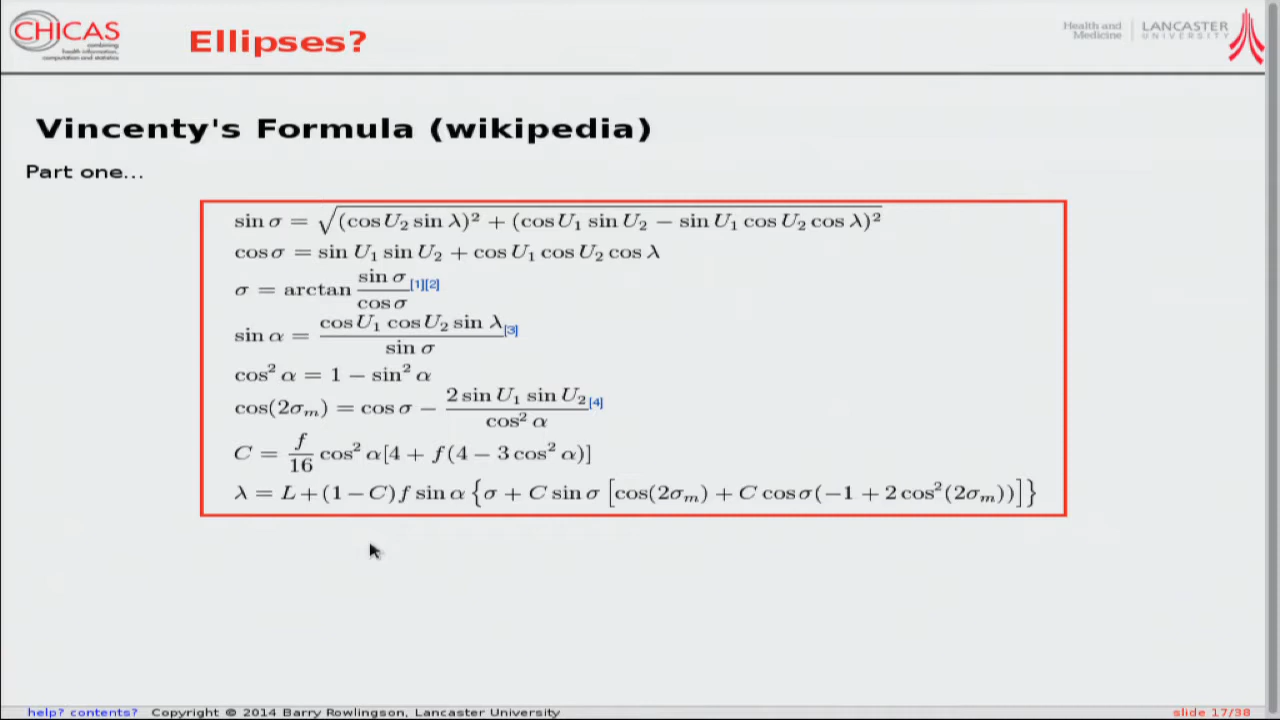 CHICAS
combining
health information,
computation and statistics
Ellipses?
Health and
Medicine
LANCASTER
UNIVERSITY
Vincenty's Formula (wikipedia)
Part one...
sin σ = √((cos U₂ sin λ)² + (cos U₁ sin U₂ − sin U₁ cos U₂ cos λ)²)
cos σ = sin U₁ sin U₂ + cos U₁ cos U₂ cos λ
σ = arctan (sin σ / cos σ) [1][2]
sin α = (cos U₁ cos U₂ sin λ / sin σ) [3]
cos² α = 1 − sin² α
cos(2σₘ) = cos σ − (2 sin U₁ sin U₂ / cos² α) [4]
C = (f / 16) cos² α[4 + f(4 − 3 cos² α)]
λ = L + (1 − C)f sin α {σ + C sin σ [cos(2σₘ) + C cos σ(−1 + 2 cos²(2σₘ))]}
help? contents? Copyright © 2014 Barry Rowlingson, Lancaster University
slide 17/38